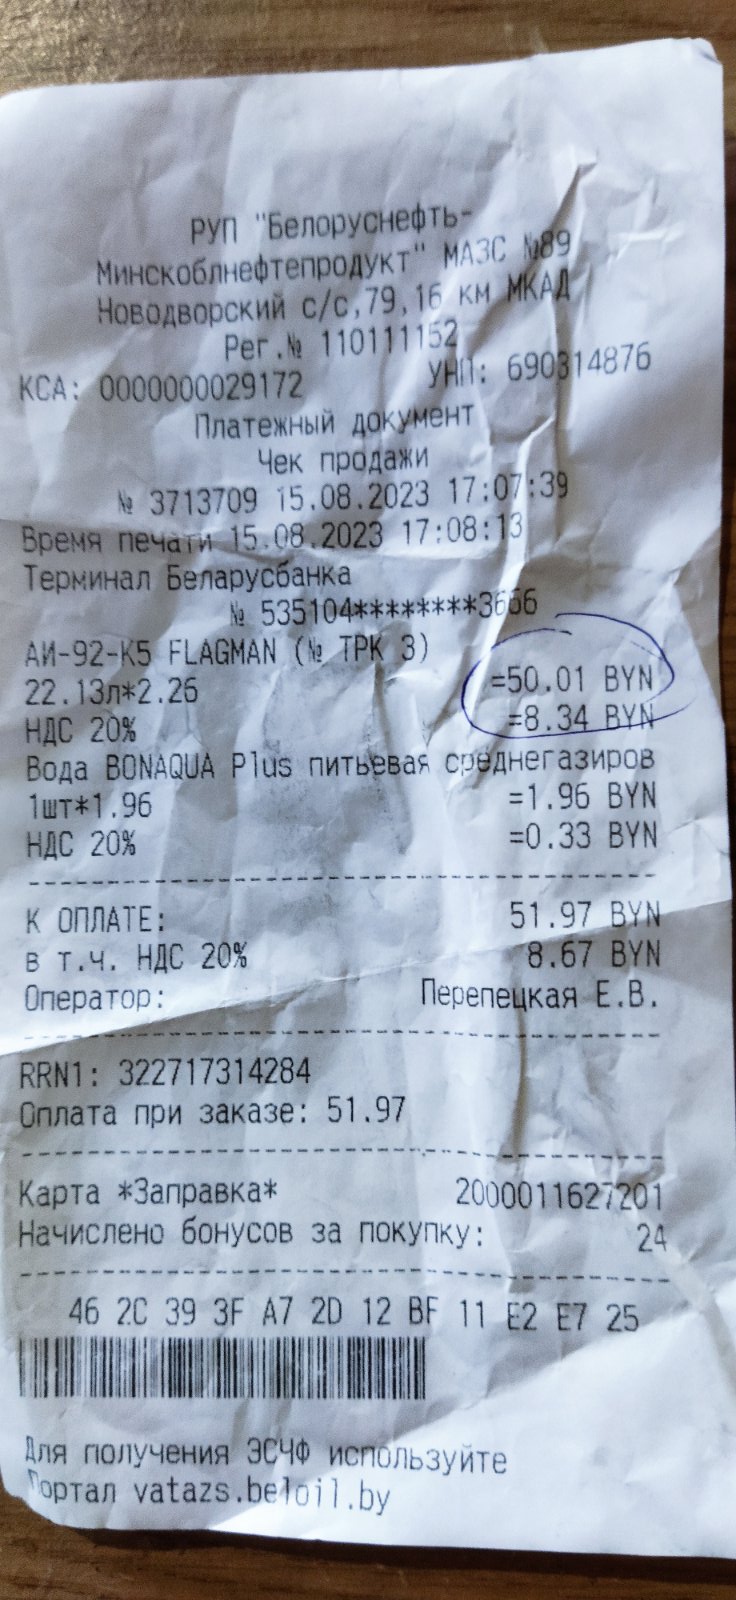 РУП "Белоруснефть-
Минскоблнефтепродукт" МАЗС №89
Новодворский с/с,79,16 км МКАД
Рег.№ 110111152
КСА: 0000000029172 УНП: 690314876
Платежный документ
Чек продажи
№ 3713709 15.08.2023 17:07:39
Время печати 15.08.2023 17:08:13
Терминал Беларусбанка
№ 535104********3666
АИ-92-К5 FLAGMAN (№ ТРК 3)
22.13л*2.26 =50.01 BYN
НДС 20% =8.34 BYN
Вода BONAQUA Plus питьевая среднегазиров
1шт*1.96 =1.96 BYN
НДС 20% =0.33 BYN
К ОПЛАТЕ: 51.97 BYN
в т.ч. НДС 20% 8.67 BYN
Оператор: Перепецкая Е.В.
RRN1: 322717314284
Оплата при заказе: 51.97
Карта *Заправка* 2000011627201
Начислено бонусов за покупку: 24
46 2C 39 3F A7 2D 12 BF 11 E2 E7 25
Для получения ЭСЧФ используйте
Портал vatazs.beloil.by